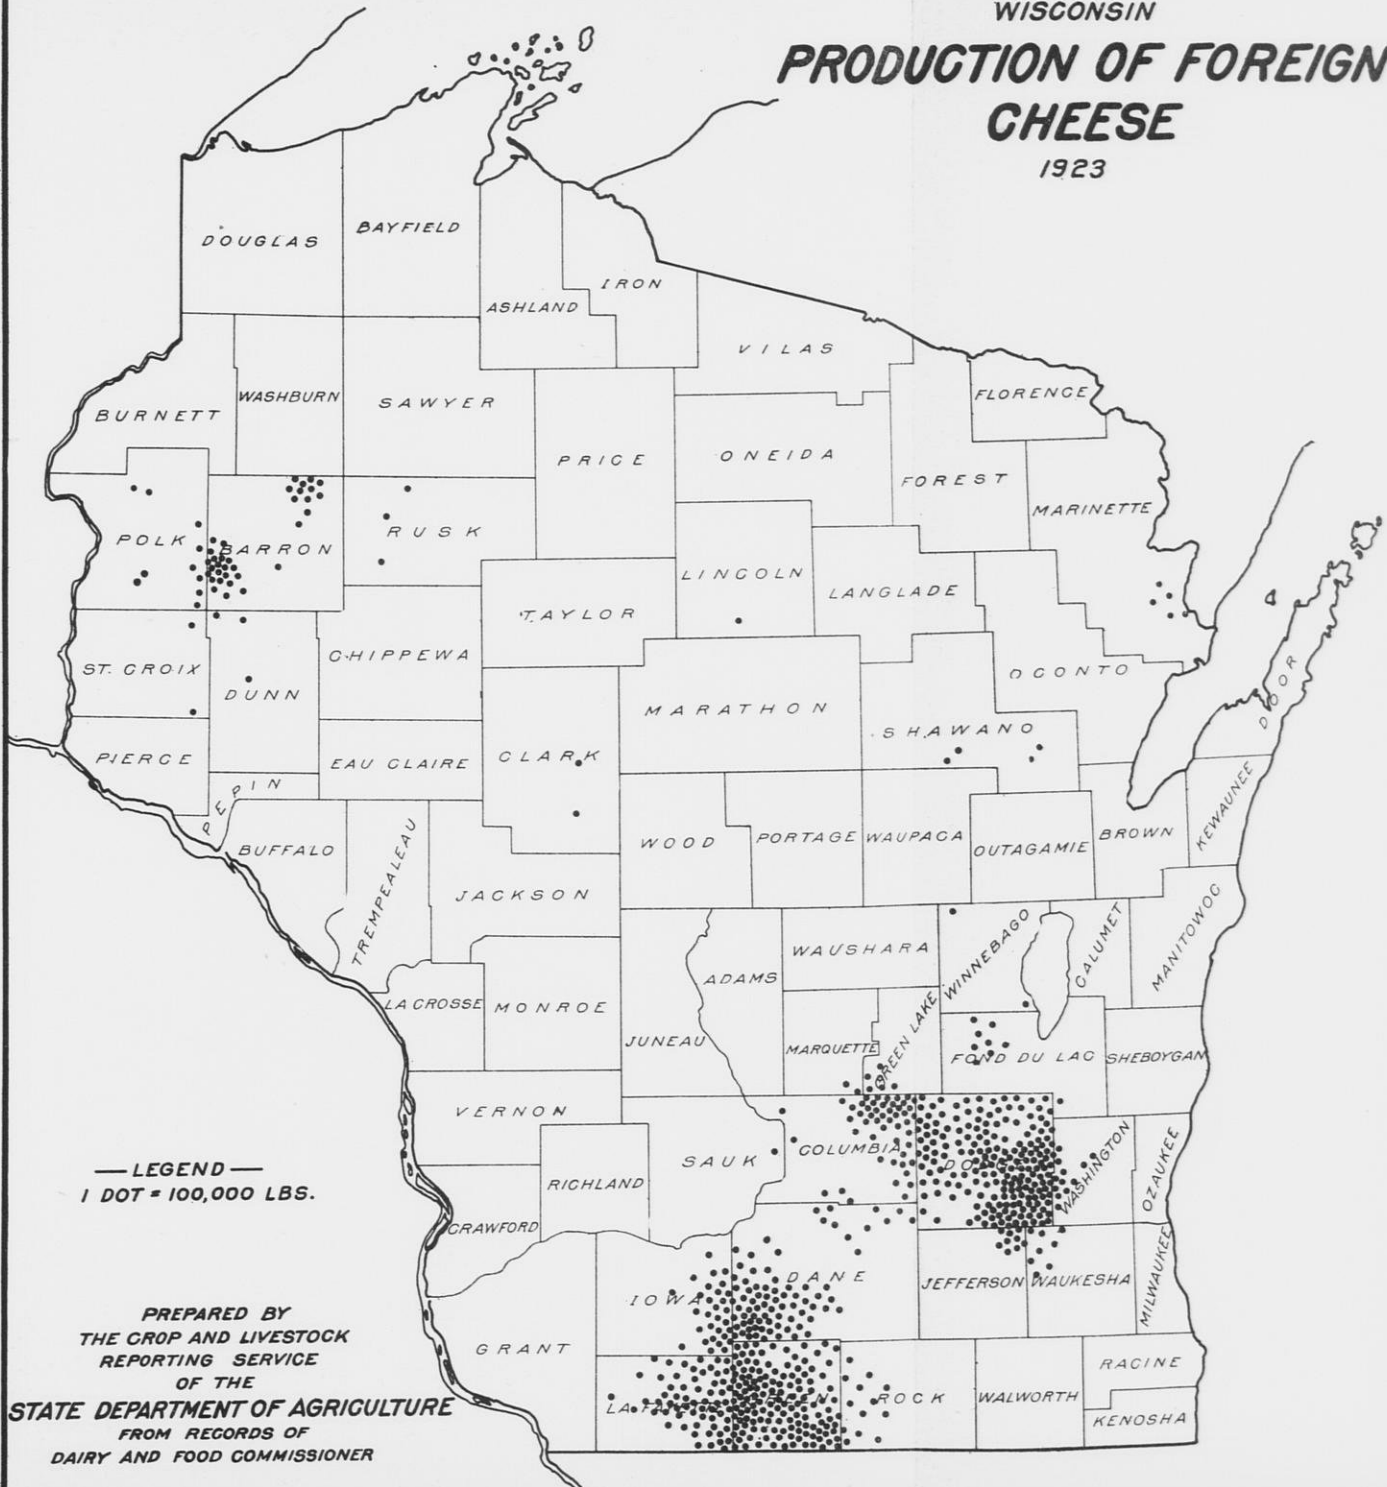 WISCONSIN
PRODUCTION OF FOREIGN
CHEESE
1923
DOUGLAS
BAYFIELD
ASHLAND
IRON
VILAS
FLORENCE
BURNETT
WASHBURN
SAWYER
PRICE
ONEIDA
FOREST
MARINETTE
POLK
BARRON
RUSK
LINCOLN
LANGLADE
TAYLOR
ST. CROIX
DUNN
CHIPPEWA
MARATHON
OCONTO
DOOR
SHAWANO
PIERCE
PEPIN
EAU CLAIRE
CLARK
WOOD
PORTAGE
WAUPACA
OUTAGAMIE
BROWN
KEWAUNEE
BUFFALO
TREMPEALEAU
JACKSON
WAUSHARA
WINNEBAGO
CALUMET
MANITOWOC
ADAMS
LA CROSSE
MONROE
JUNEAU
MARQUETTE
GREEN LAKE
FOND DU LAC
SHEBOYGAN
VERNON
SAUK
COLUMBIA
WASHINGTON
OZAUKEE
RICHLAND
CRAWFORD
DANE
JEFFERSON
WAUKESHA
MILWAUKEE
IOWA
GRANT
ROCK
WALWORTH
RACINE
KENOSHA
LEGEND
1 DOT = 100,000 LBS.
PREPARED BY
THE CROP AND LIVESTOCK
REPORTING SERVICE
OF THE
STATE DEPARTMENT OF AGRICULTURE
FROM RECORDS OF
DAIRY AND FOOD COMMISSIONER